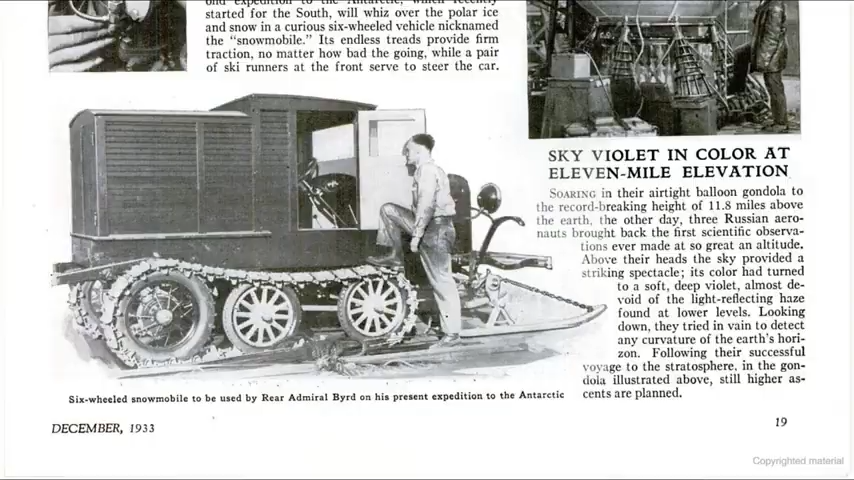 ond expedition to the Antarctic, which recently
started for the South, will whiz over the polar ice
and snow in a curious six-wheeled vehicle nicknamed
the “snowmobile.” Its endless treads provide firm
traction, no matter how bad the going, while a pair
of ski runners at the front serve to steer the car.
Six-wheeled snowmobile to be used by Rear Admiral Byrd on his present expedition to the Antarctic
SKY VIOLET IN COLOR AT
ELEVEN-MILE ELEVATION
SOARING in their airtight balloon gondola to
the record-breaking height of 11.8 miles above
the earth, the other day, three Russian aero-
nauts brought back the first scientific observa-
tions ever made at so great an altitude.
Above their heads the sky provided a
striking spectacle; its color had turned
to a soft, deep violet, almost de-
void of the light-reflecting haze
found at lower levels. Looking
down, they tried in vain to detect
any curvature of the earth's hori-
zon. Following their successful
voyage to the stratosphere, in the gon-
dola illustrated above, still higher as-
cents are planned.
DECEMBER, 1933
19
Copyrighted material